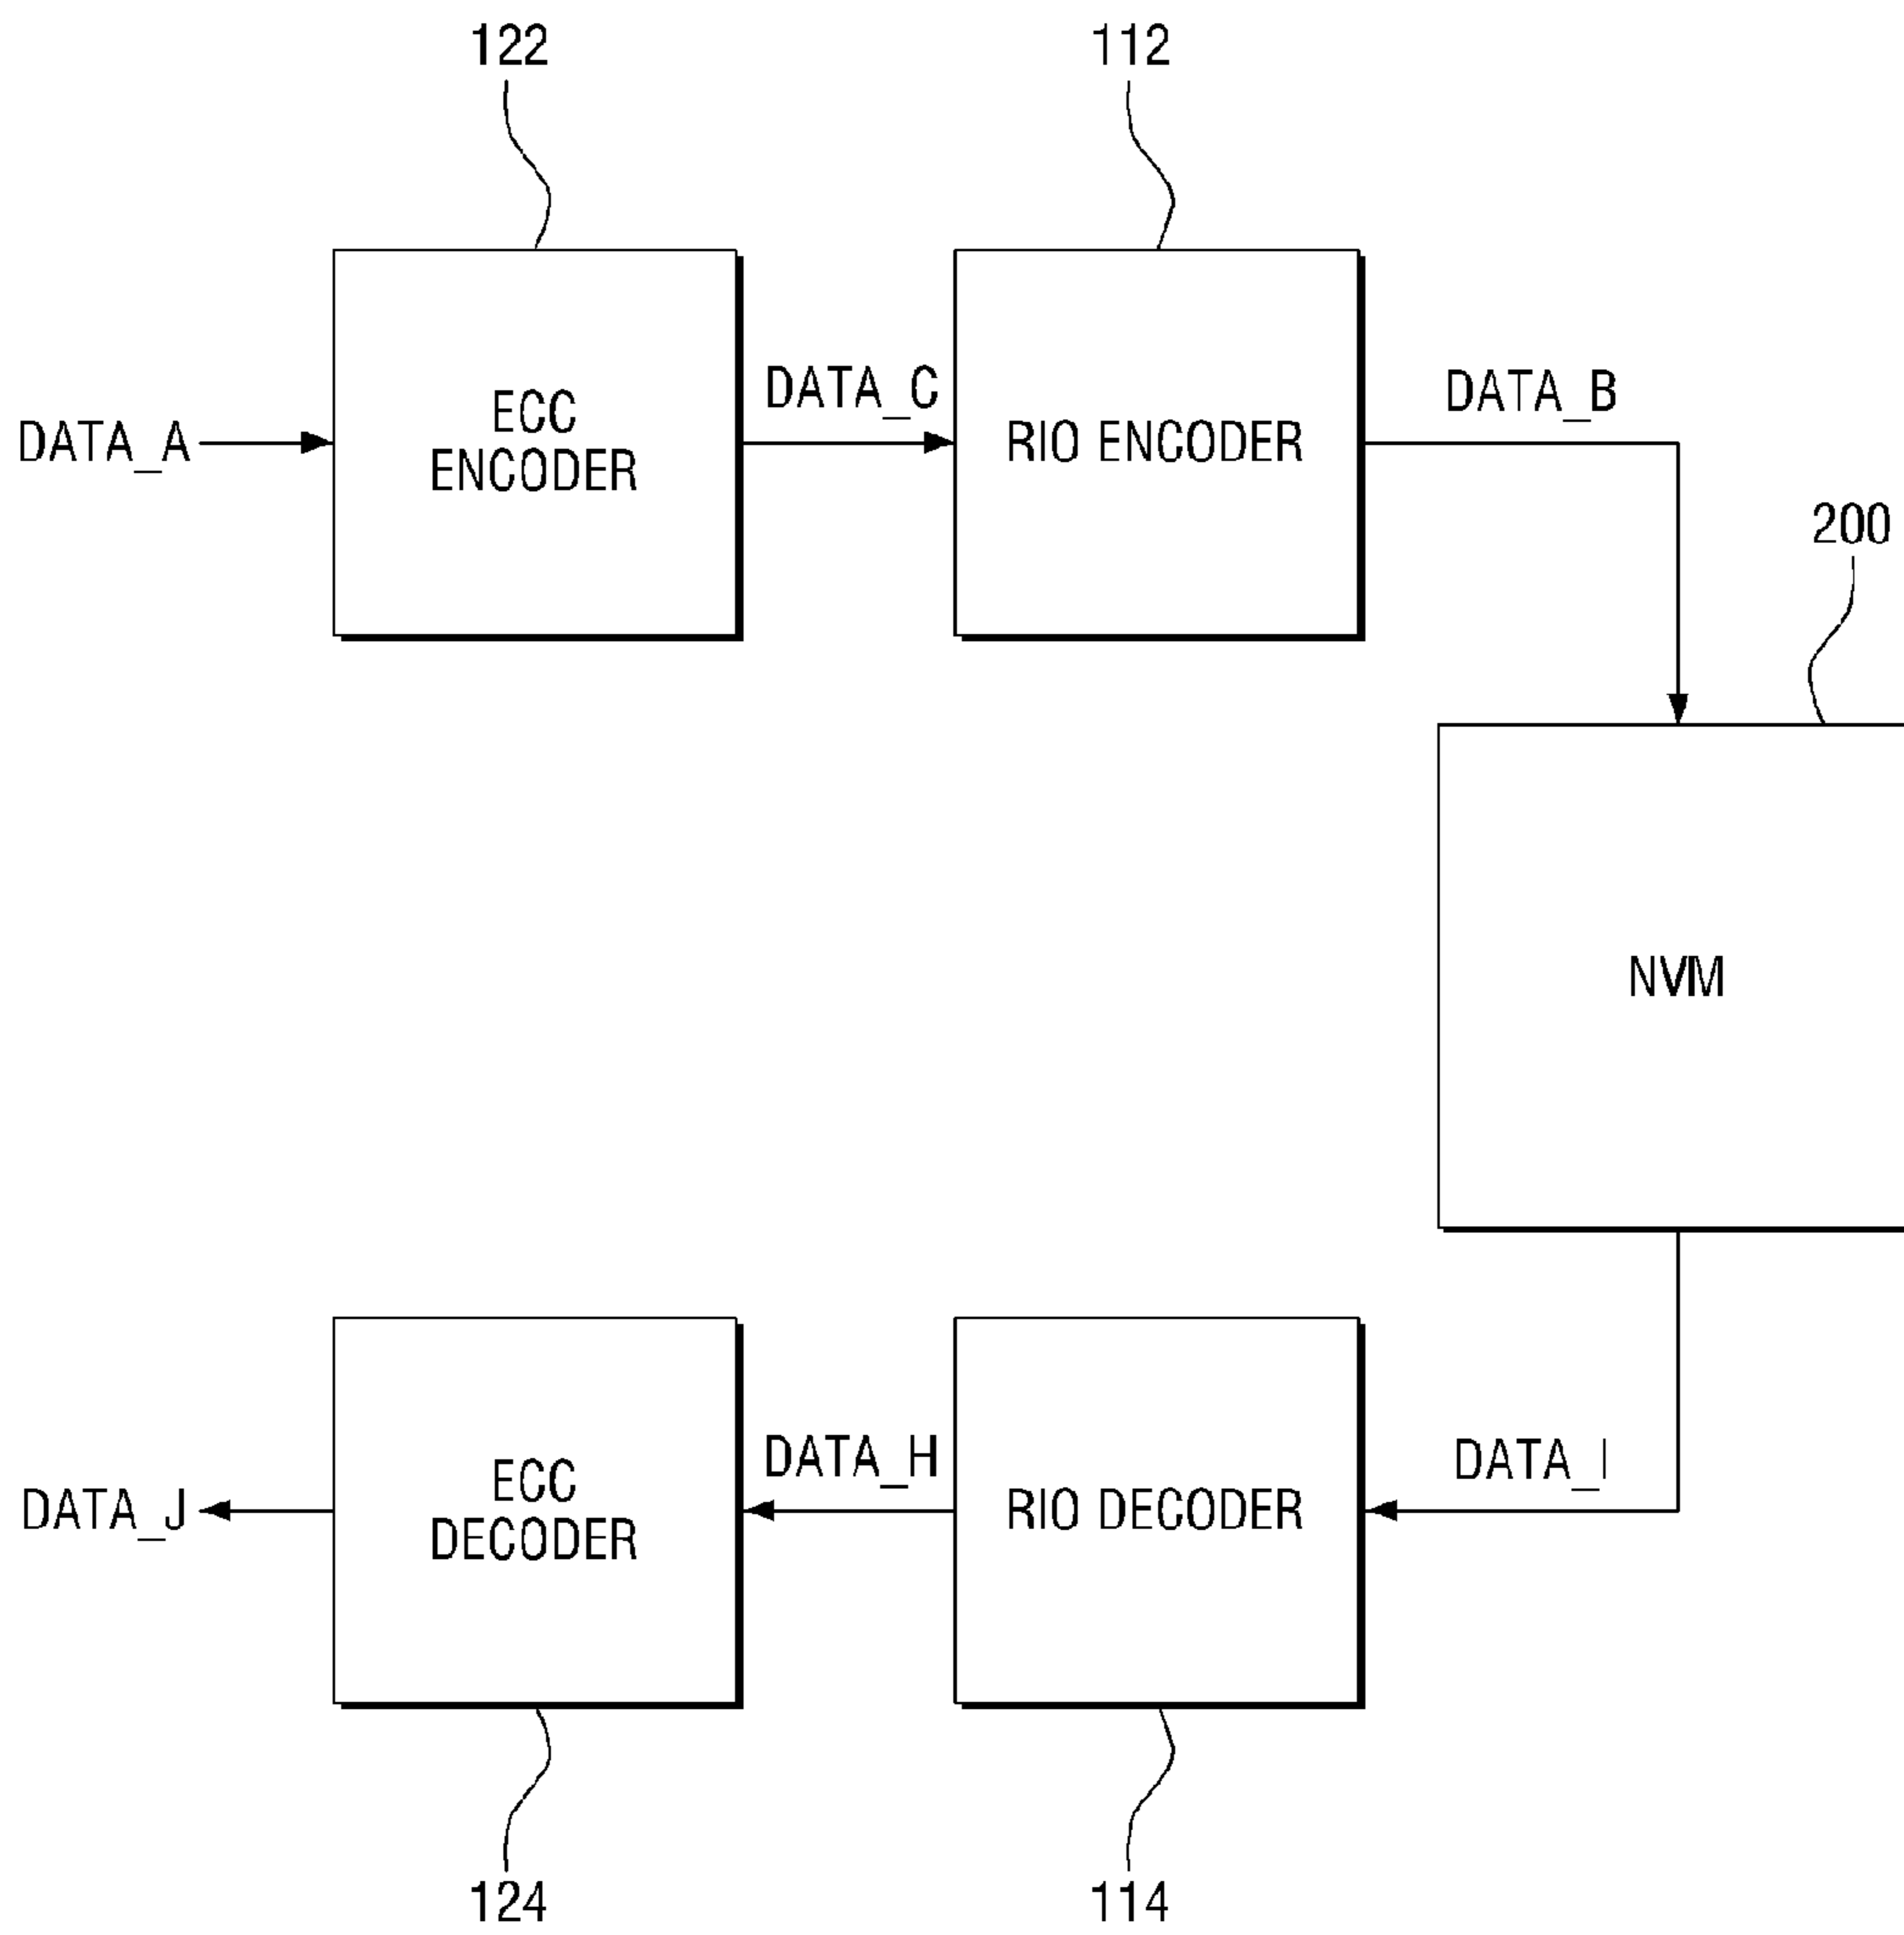 122
112
DATA_A
ECC
ENCODER
DATA_C
RIO ENCODER
DATA_B
200
NVM
DATA_J
ECC
DECODER
DATA_H
RIO DECODER
DATA_I
124
114